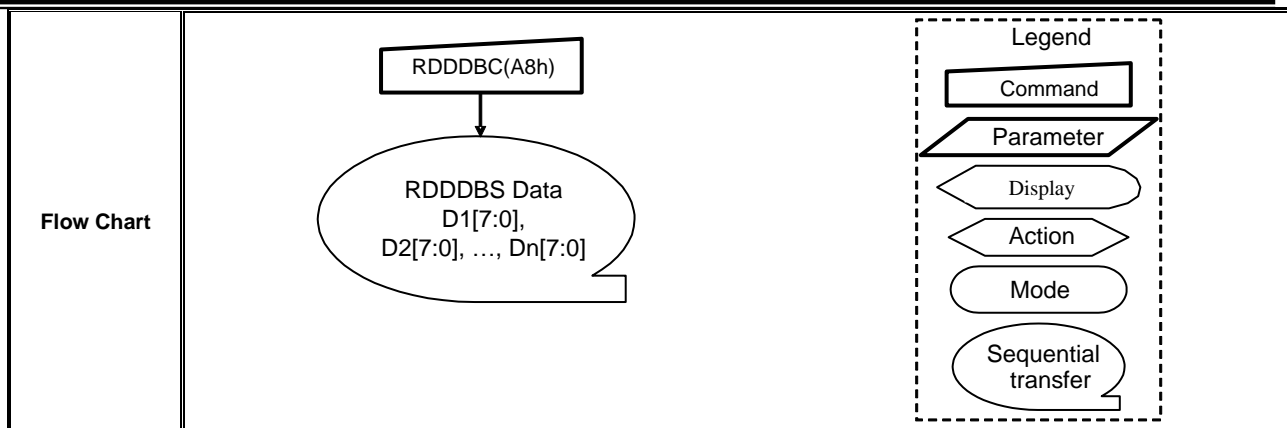 Flow Chart
RDDDBC(A8h)
RDDDBS Data
D1[7:0],
D2[7:0], …, Dn[7:0]
Legend
Command
Parameter
Display
Action
Mode
Sequential
transfer